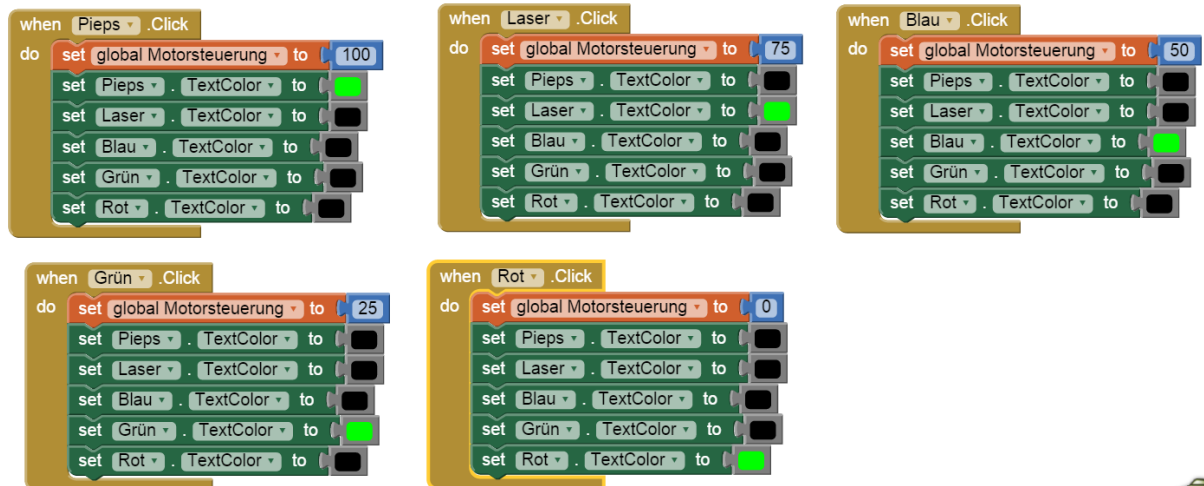 when Pieps .Click
do set global Motorsteuerung to 100
set Pieps . TextColor to
set Laser . TextColor to
set Blau . TextColor to
set Grün . TextColor to
set Rot . TextColor to
when Laser .Click
do set global Motorsteuerung to 75
set Pieps . TextColor to
set Laser . TextColor to
set Blau . TextColor to
set Grün . TextColor to
set Rot . TextColor to
when Blau .Click
do set global Motorsteuerung to 50
set Pieps . TextColor to
set Laser . TextColor to
set Blau . TextColor to
set Grün . TextColor to
set Rot . TextColor to
when Grün .Click
do set global Motorsteuerung to 25
set Pieps . TextColor to
set Laser . TextColor to
set Blau . TextColor to
set Grün . TextColor to
set Rot . TextColor to
when Rot .Click
do set global Motorsteuerung to 0
set Pieps . TextColor to
set Laser . TextColor to
set Blau . TextColor to
set Grün . TextColor to
set Rot . TextColor to